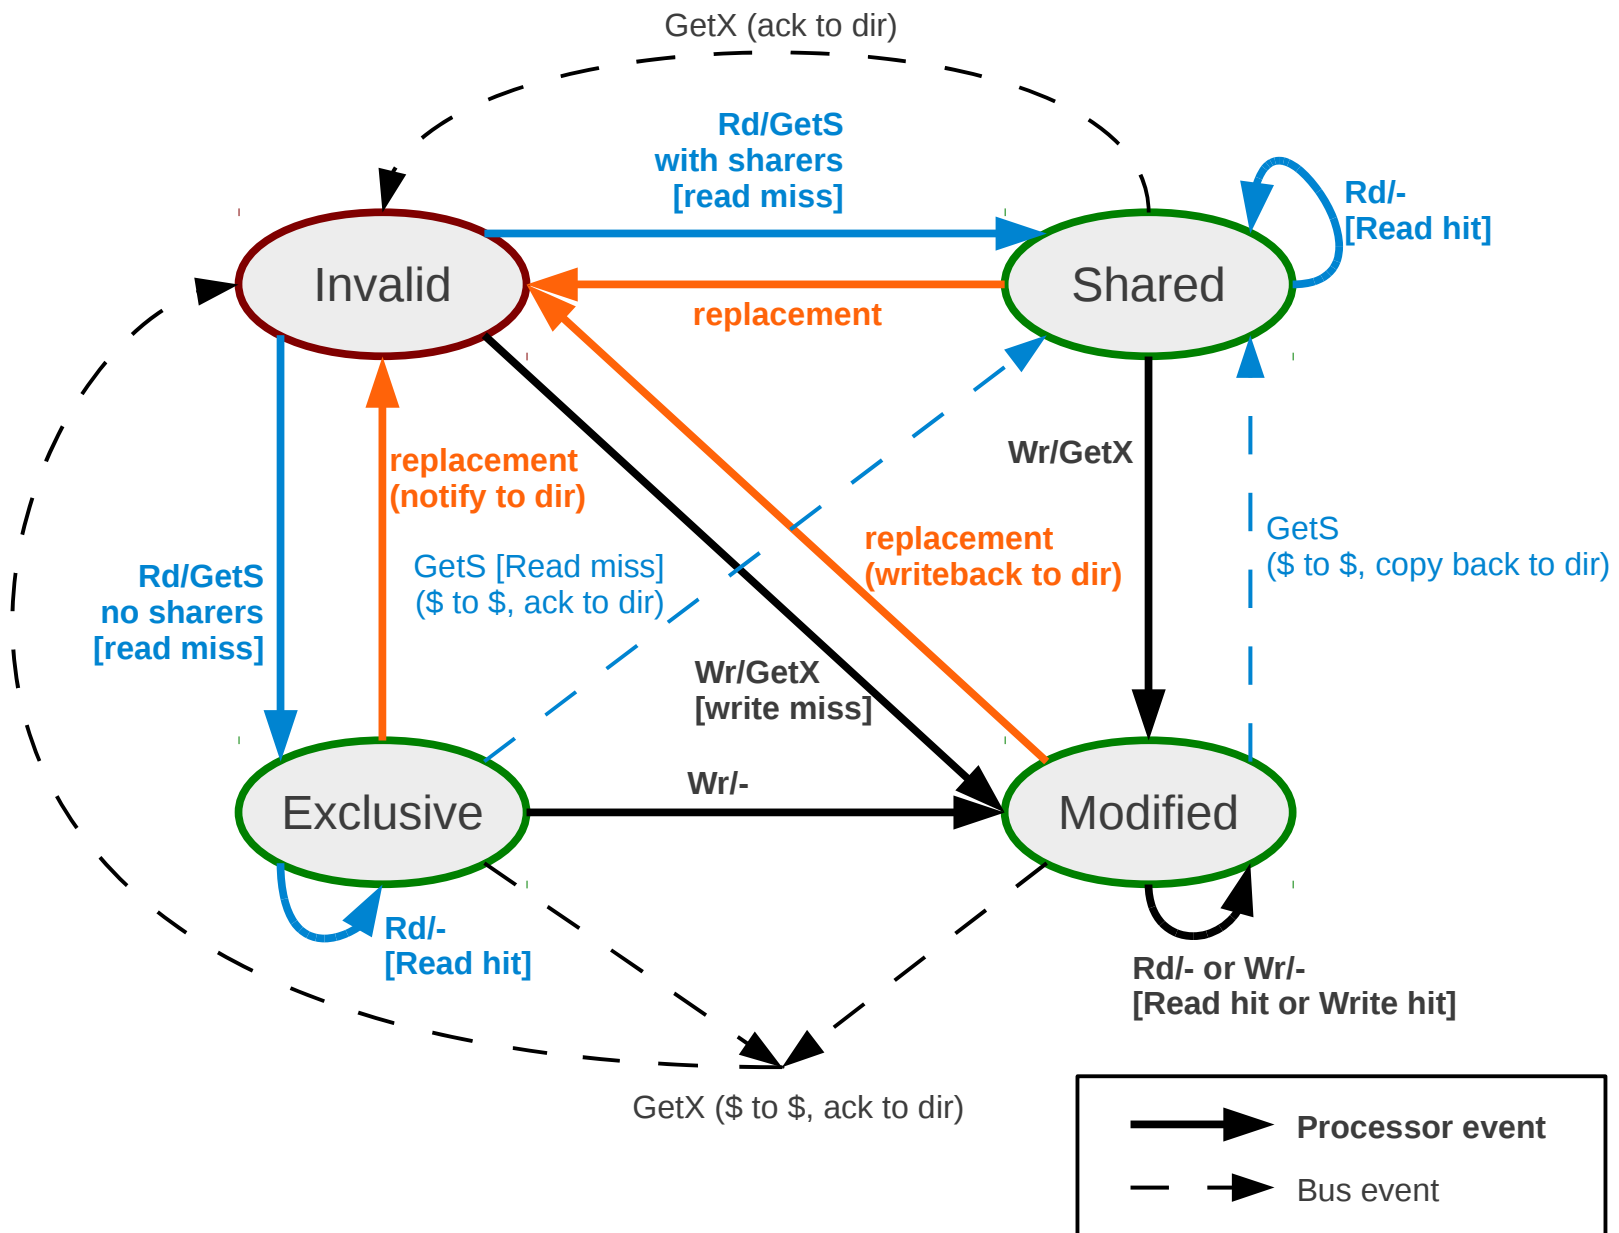 GetX (ack to dir)
Rd/GetS
with sharers
[read miss]
Rd/-
[Read hit]
Invalid
Shared
replacement
Wr/GetX
replacement
(notify to dir)
GetS
($ to $, copy back to dir)
replacement
(writeback to dir)
GetS [Read miss]
($ to $, ack to dir)
Rd/GetS
no sharers
[read miss]
Wr/GetX
[write miss]
Wr/-
Exclusive
Modified
Rd/-
[Read hit]
Rd/- or Wr/-
[Read hit or Write hit]
GetX ($ to $, ack to dir)
Processor event
Bus event